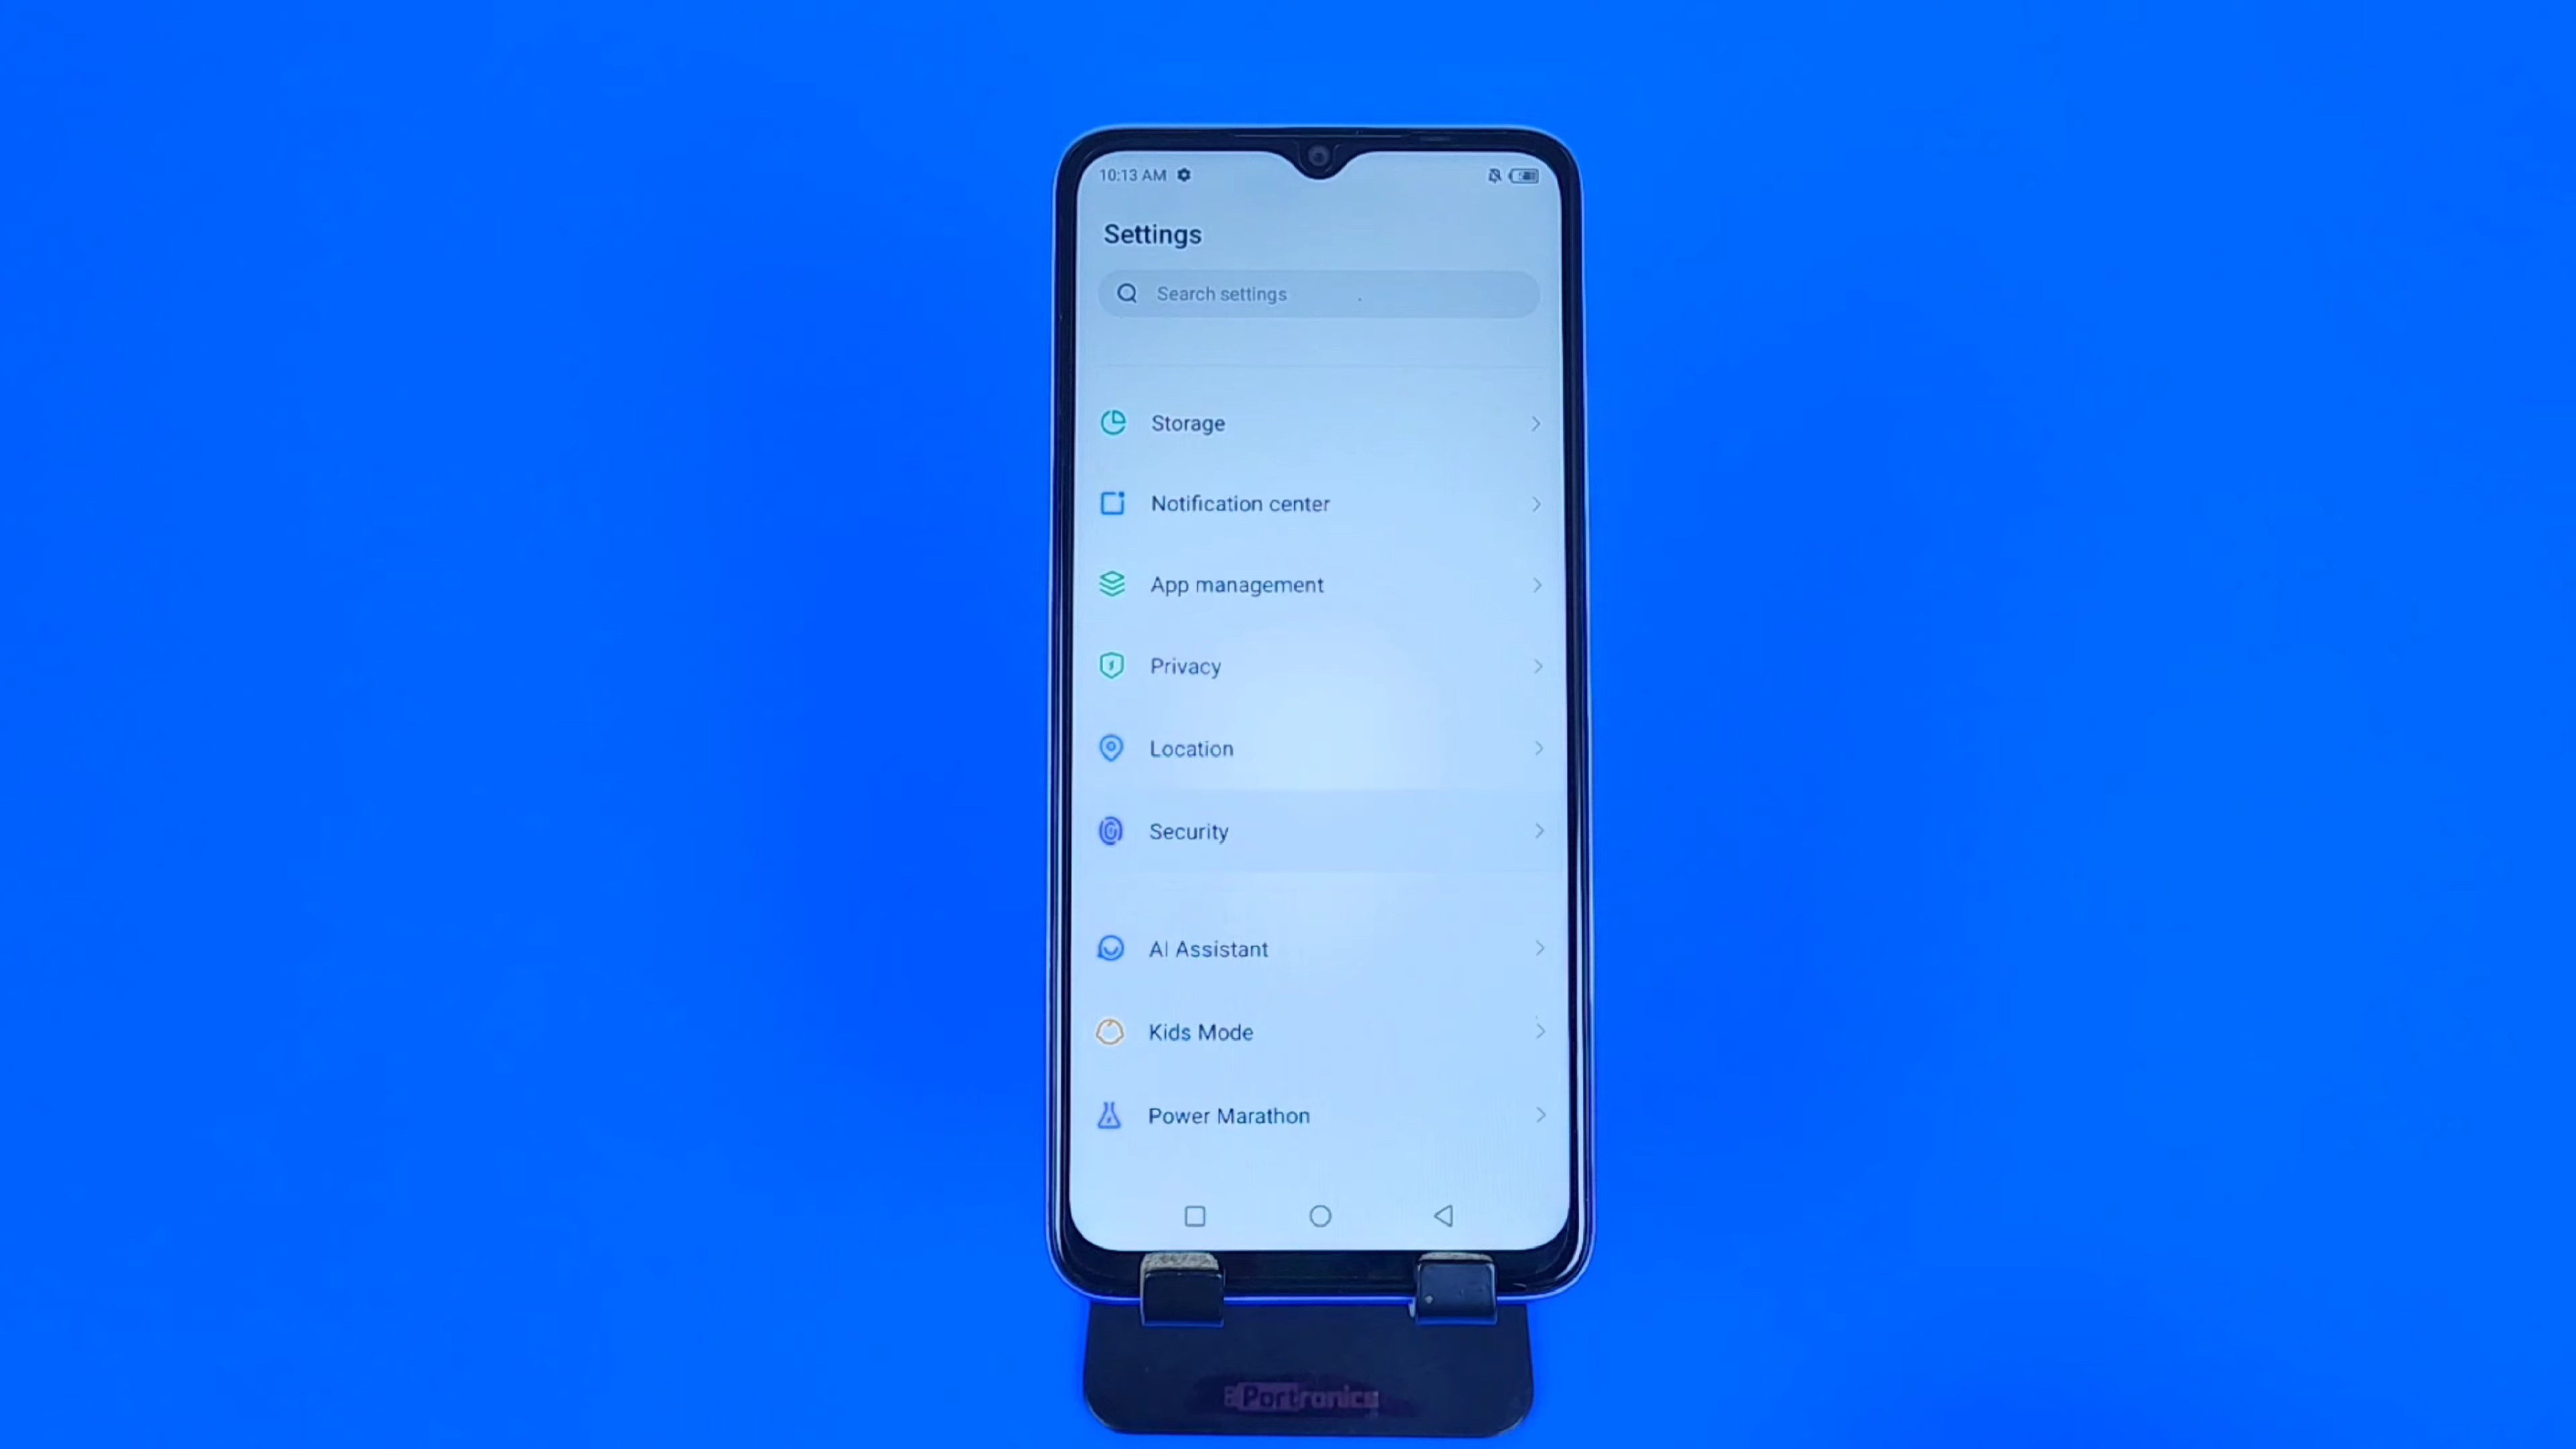 10:13 AM
Settings
Search settings
Storage
Notification center
App management
Privacy
Location
Security
AI Assistant
Kids Mode
Power Marathon
Portronics